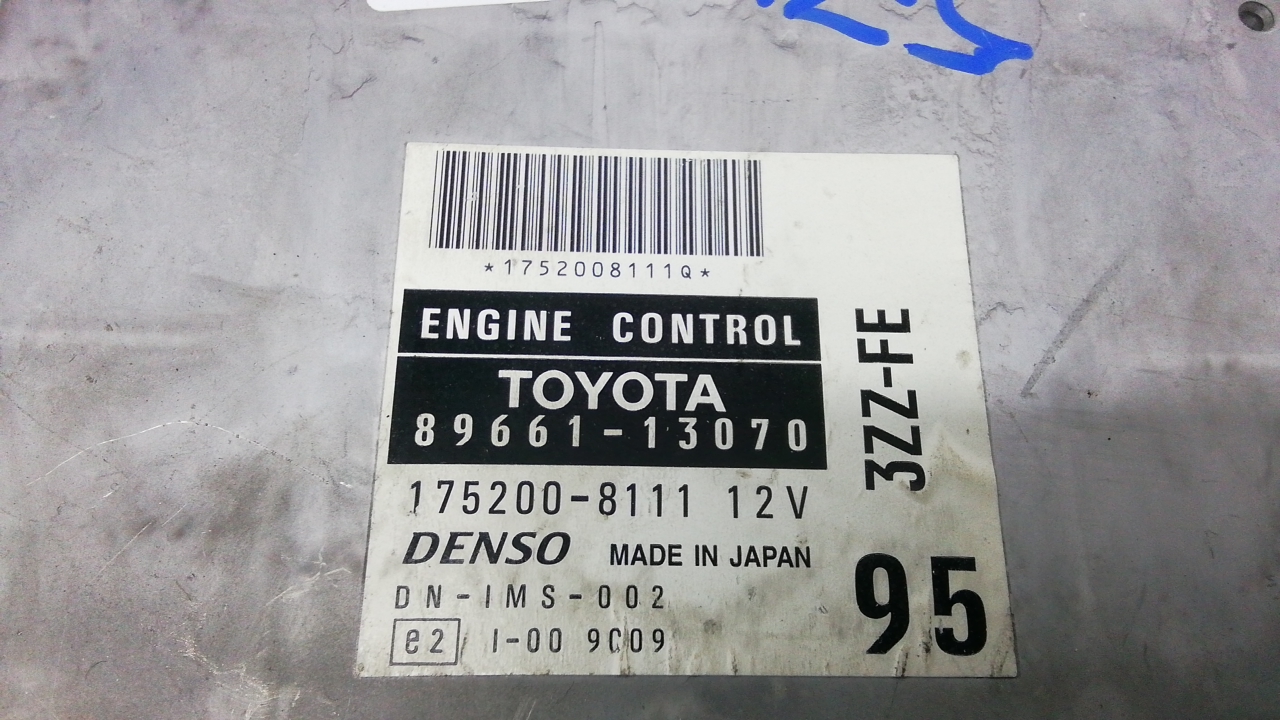 *1752008111Q*
ENGINE CONTROL
TOYOTA
89661-13070
175200-8111 12V
DENSO MADE IN JAPAN
DN-IMS-002
e2 I-00 9C09
3ZZ-FE
95